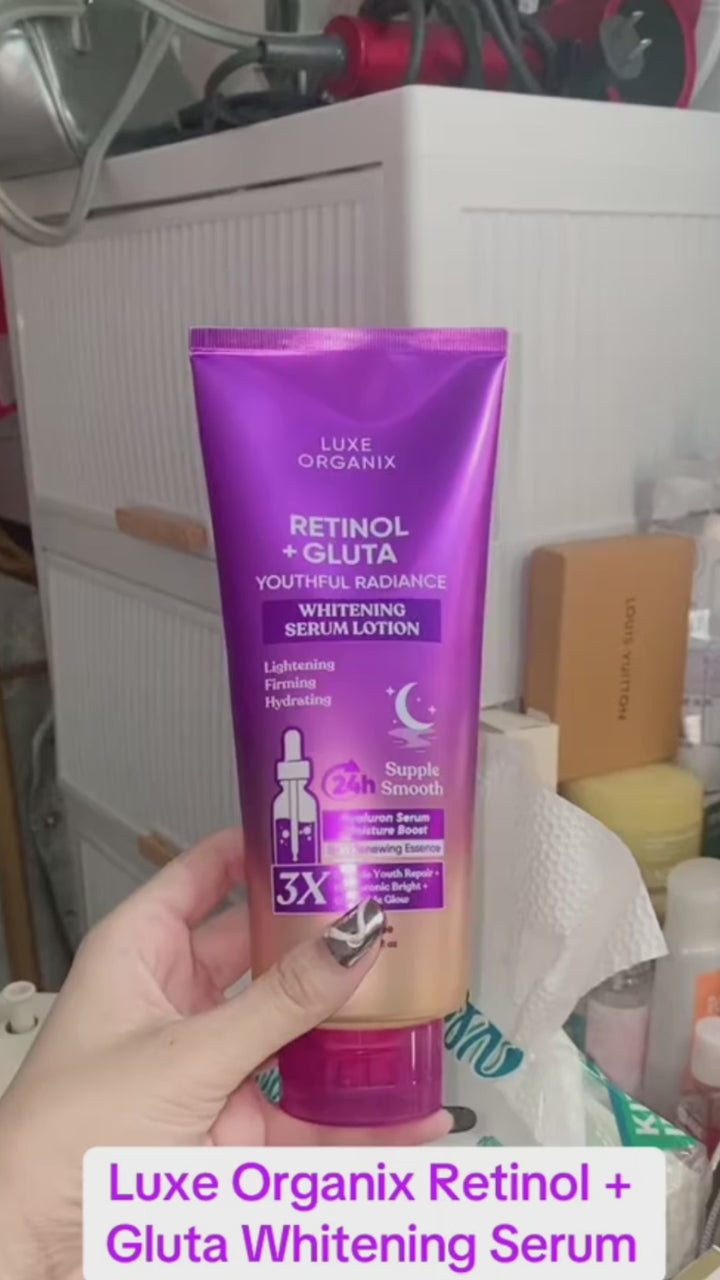 LUXE
ORGANIX
RETINOL
+ GLUTA
YOUTHFUL RADIANCE
WHITENING
SERUM LOTION
Lightening
Firming
Hydrating
24h
Supple
Smooth
Serum
Moisture Boost
Renewing Essence
3X
Youth Repair +
Bright +
Glow
LOUIS VUITTON
Luxe Organix Retinol +
Gluta Whitening Serum